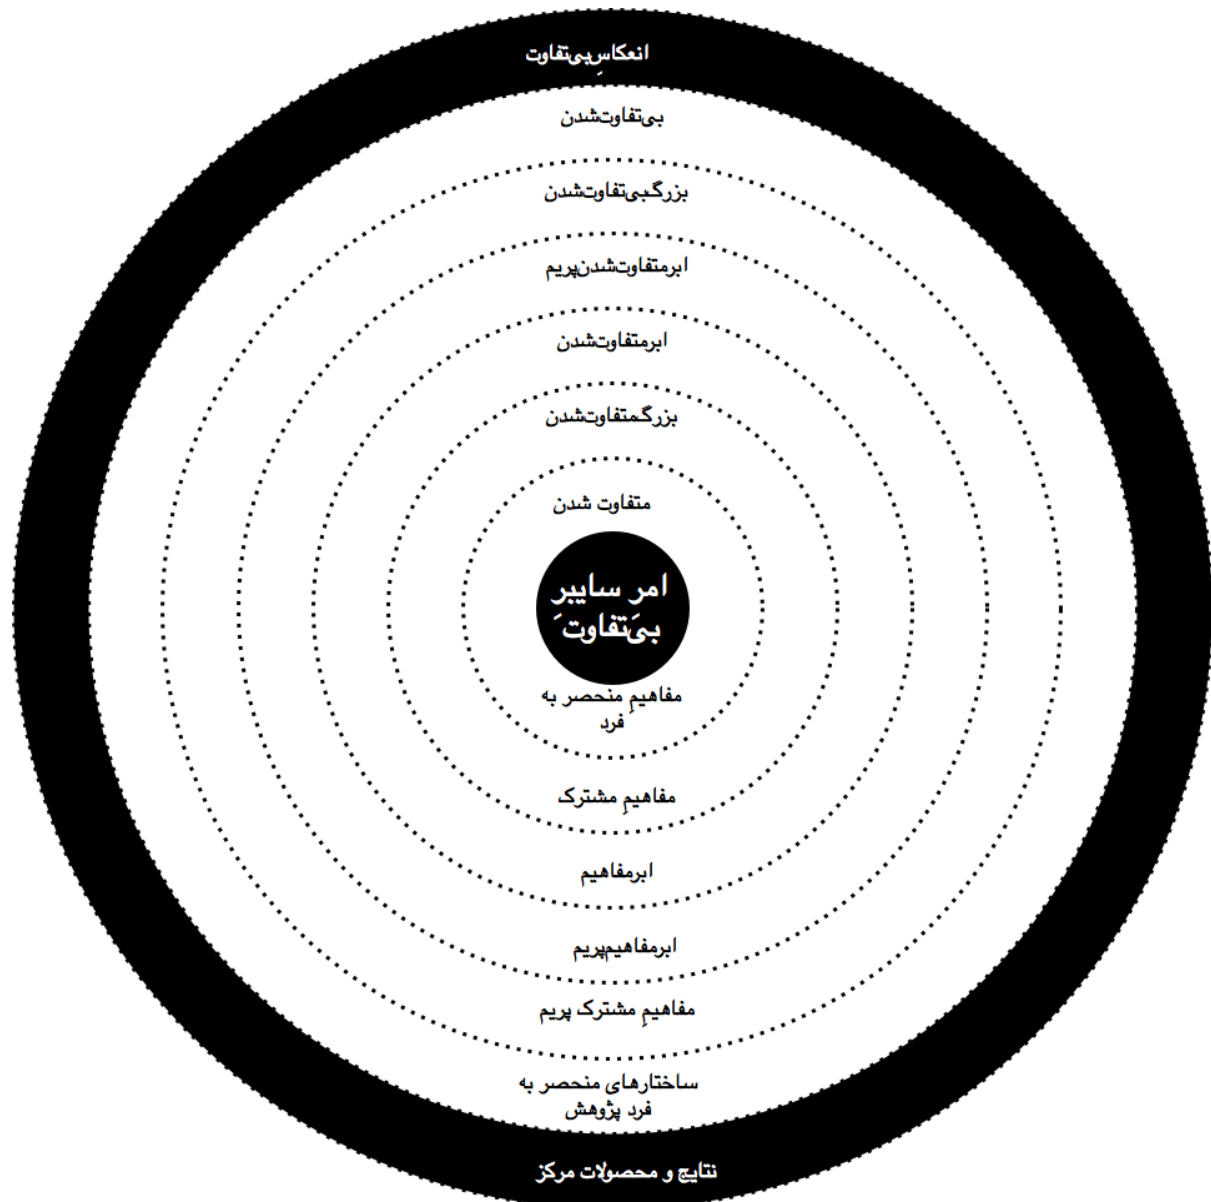 انعکاسِ‌بی‌تفاوت
بی‌تفاوت‌شدن
بزرگ‌بی‌تفاوت‌شدن
ابرمتفاوت‌شدن‌پریم
ابرمتفاوت‌شدن
بزرگ‌متفاوت‌شدن
متفاوت شدن
امر سایبر
بیَ‌تفاوتَ
مفاهیمِ منحصر به
فرد
مفاهیمِ مشترک
ابرمفاهیم
ابرمفاهیم‌پریم
مفاهیمِ مشترک پریم
ساختارهای منحصر به
فرد پژوهش
نتایج و محصولات مرکز